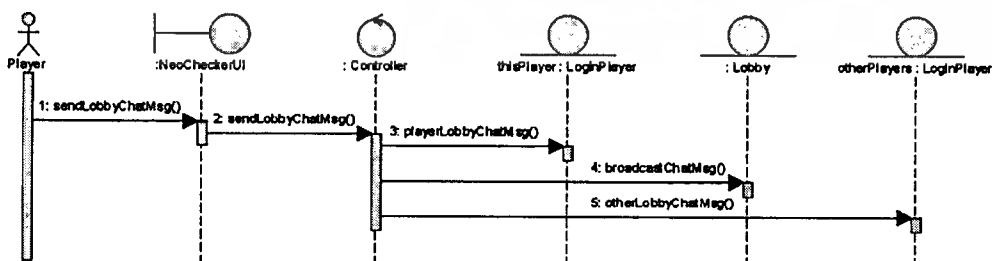 Player
:NeoCheckerUI
: Controller
thisPlayer : LoginPlayer
: Lobby
otherPlayers : LoginPlayer
1: sendLobbyChatMsg()
2: sendLobbyChatMsg()
3: playerLobbyChatMsg()
4: broadcastChatMsg()
5: otherLobbyChatMsg()